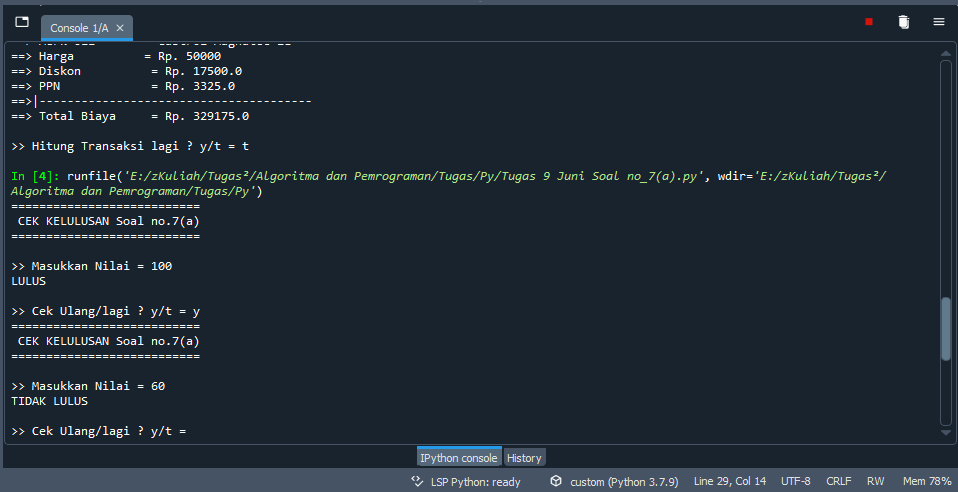 Console 1/A
==> Harga          = Rp. 50000
==> Diskon          = Rp. 17500.0
==> PPN             = Rp. 3325.0
==>|---------------------------------------
==> Total Biaya     = Rp. 329175.0
>> Hitung Transaksi lagi ? y/t = t
In [4]: runfile('E:/zKuliah/Tugas²/Algoritma dan Pemrograman/Tugas/Py/Tugas 9 Juni Soal no_7(a).py', wdir='E:/zKuliah/Tugas²/
Algoritma dan Pemrograman/Tugas/Py')
===========================
 CEK KELULUSAN Soal no.7(a)
===========================
>> Masukkan Nilai = 100
LULUS
>> Cek Ulang/lagi ? y/t = y
===========================
 CEK KELULUSAN Soal no.7(a)
===========================
>> Masukkan Nilai = 60
TIDAK LULUS
>> Cek Ulang/lagi ? y/t =
IPython console History
LSP Python: ready custom (Python 3.7.9) Line 29, Col 14 UTF-8 CRLF RW Mem 78%